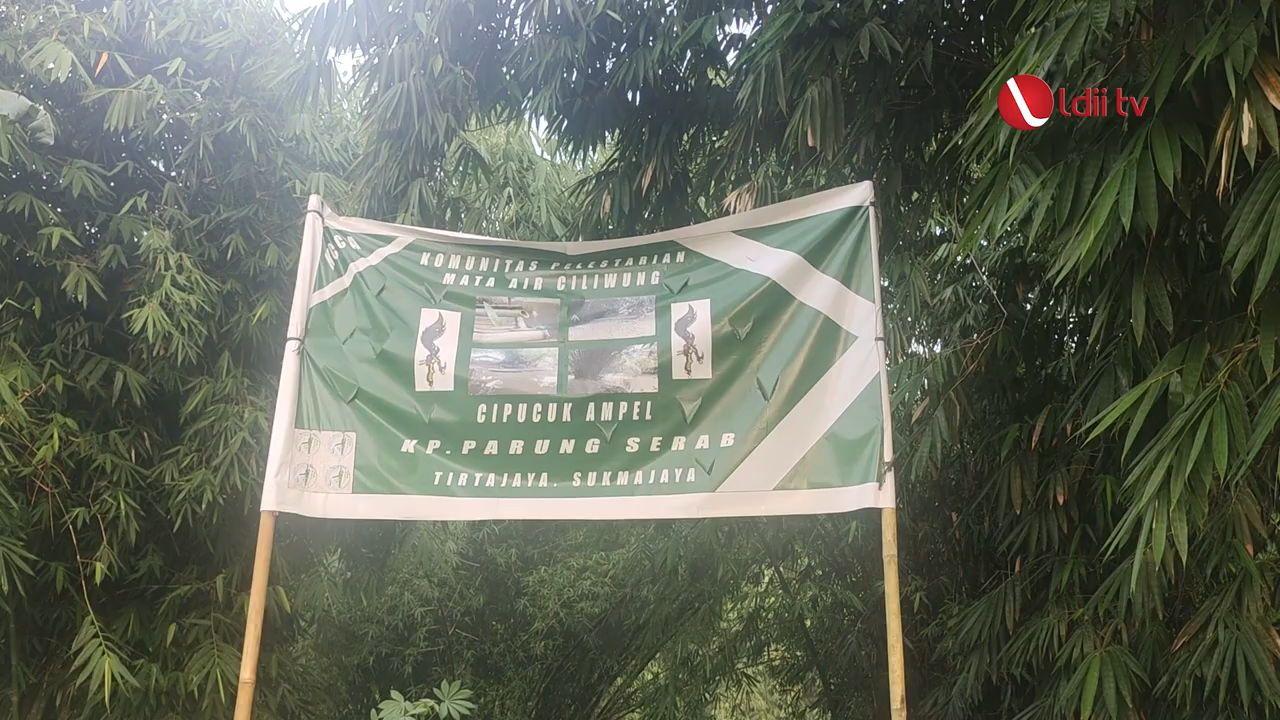 ldii tv
KOMUNITAS PELESTARIAN
MATA AIR CILIWUNG
CIPUCUK AMPEL
KP. PARUNG SERAB
TIRTAJAYA. SUKMAJAYA